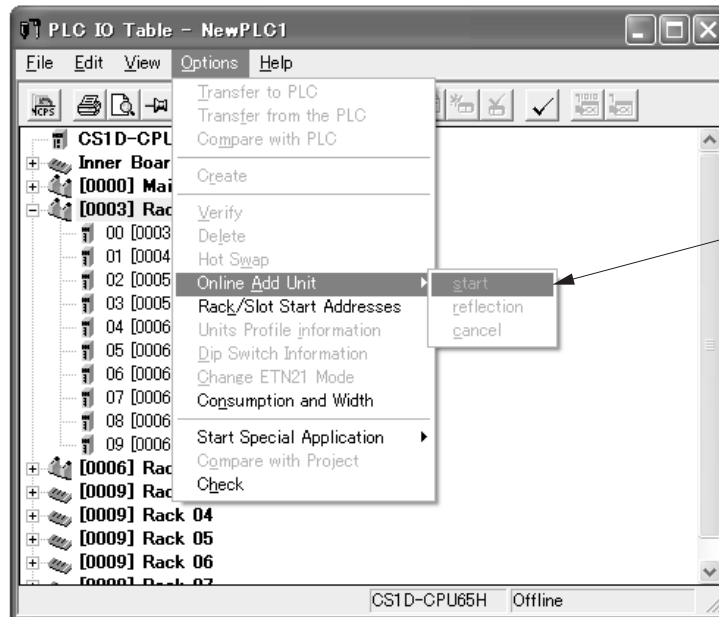 PLC IO Table - NewPLC1
File Edit View Options Help
CPS
Transfer to PLC
Transfer from the PLC
Compare with PLC
Create
Verify
Delete
Hot Swap
Online Add Unit
Rack/Slot Start Addresses
Units Profile information
Dip Switch Information
Change ETN21 Mode
Consumption and Width
Start Special Application
Compare with Project
Check
start
reflection
cancel
CS1D-CPU
Inner Boar
[0000] Mai
[0003] Rac
00 [0003
01 [0004
02 [0005
03 [0005
04 [0006
05 [0006
06 [0006
07 [0006
08 [0006
09 [0006
[0006] Rac
[0009] Rac
[0009] Rack 04
[0009] Rack 05
[0009] Rack 06
[0009] Rack 07
CS1D-CPU65H Offline